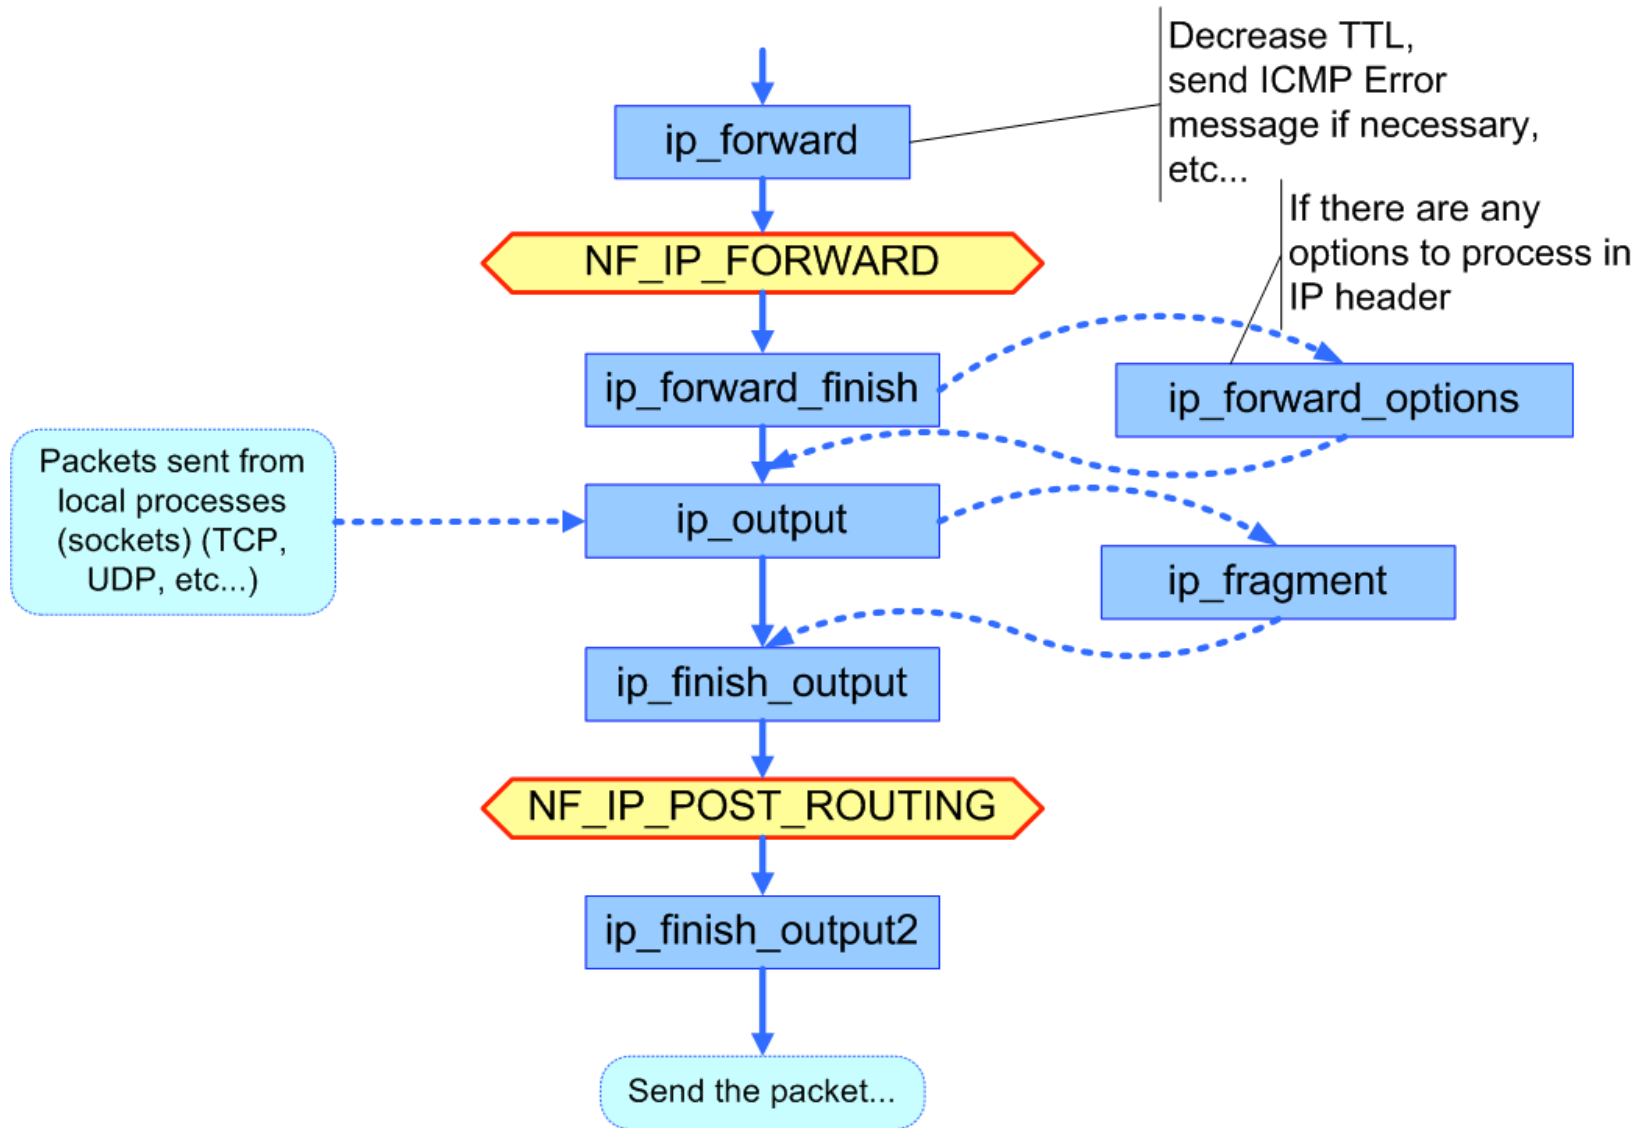 Decrease TTL,
send ICMP Error
message if necessary,
etc...
ip_forward
If there are any
options to process in
IP header
NF_IP_FORWARD
ip_forward_finish
ip_forward_options
Packets sent from
local processes
(sockets) (TCP,
UDP, etc...)
ip_output
ip_fragment
ip_finish_output
NF_IP_POST_ROUTING
ip_finish_output2
Send the packet...